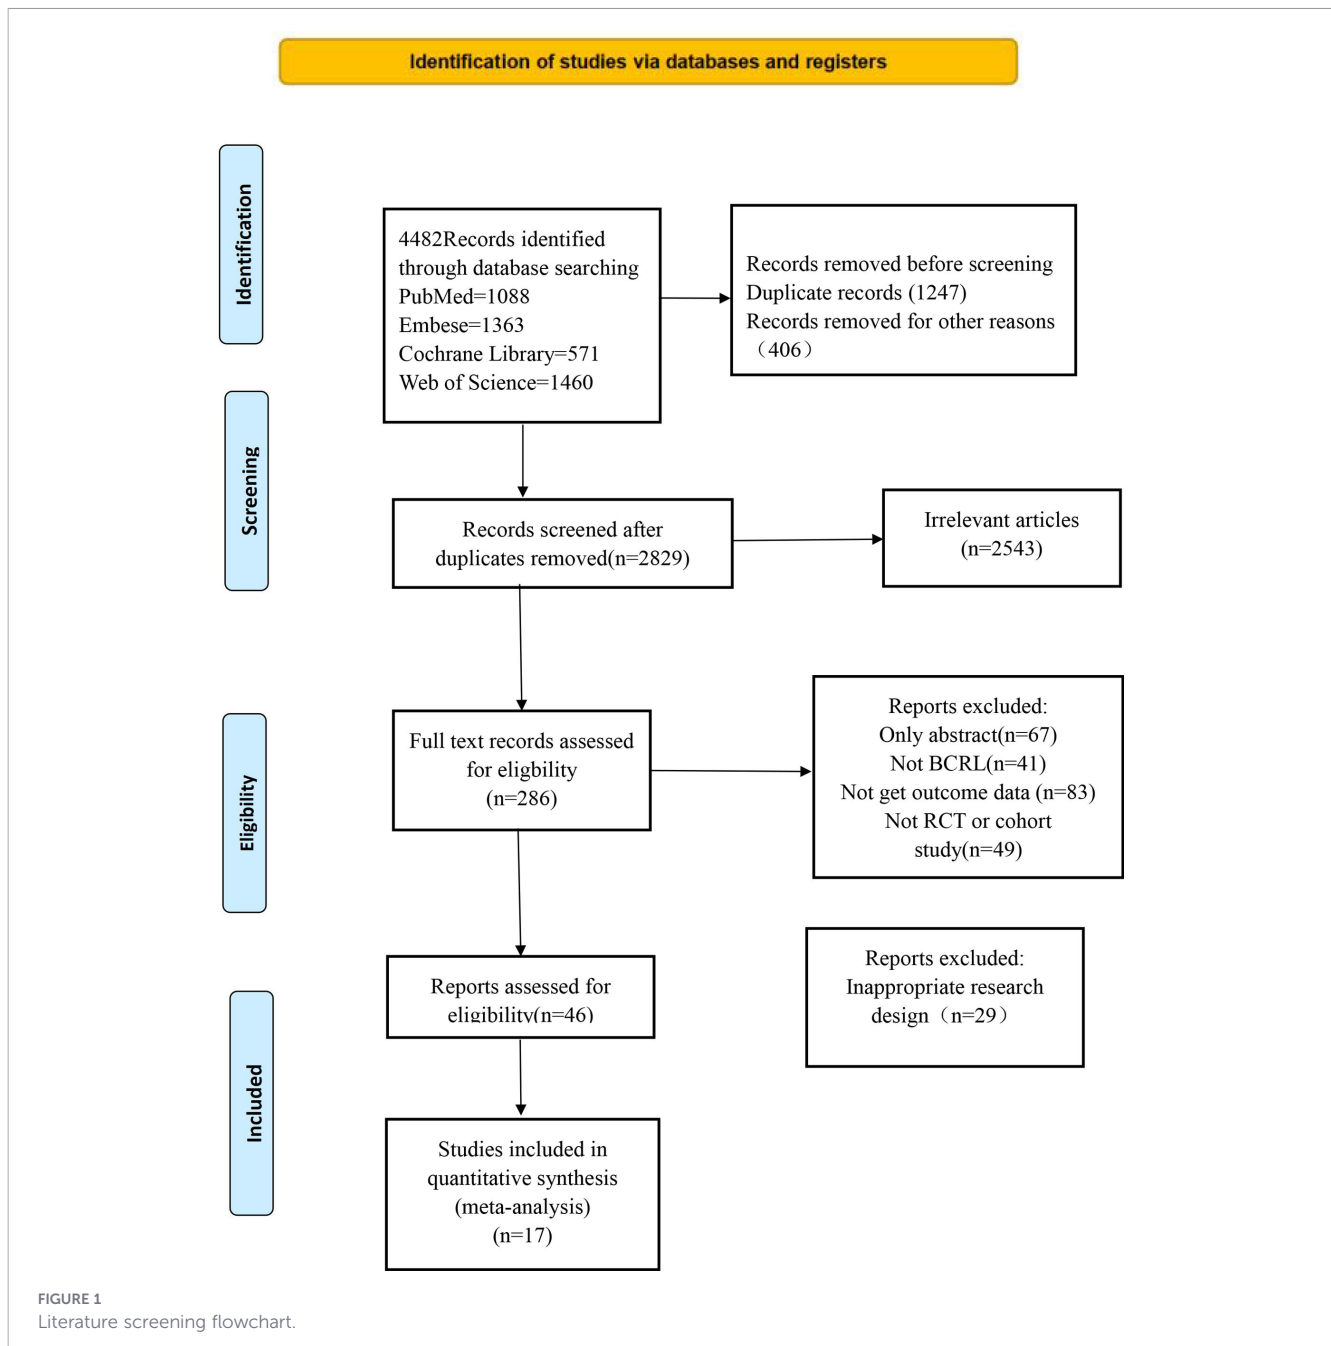 Identification of studies via databases and registers
Identification
4482Records identified
through database searching
PubMed=1088
Embese=1363
Cochrane Library=571
Web of Science=1460
Records removed before screening
Duplicate records (1247)
Records removed for other reasons
（406）
Screening
Records screened after
duplicates removed(n=2829)
Irrelevant articles
(n=2543)
Eligibility
Full text records assessed
for eligbility
(n=286)
Reports excluded:
Only abstract(n=67)
Not BCRL(n=41)
Not get outcome data (n=83)
Not RCT or cohort
study(n=49)
Reports assessed for
eligibility(n=46)
Reports excluded:
Inappropriate research
design（n=29）
Included
Studies included in
quantitative synthesis
(meta-analysis)
(n=17)
FIGURE 1
Literature screening flowchart.